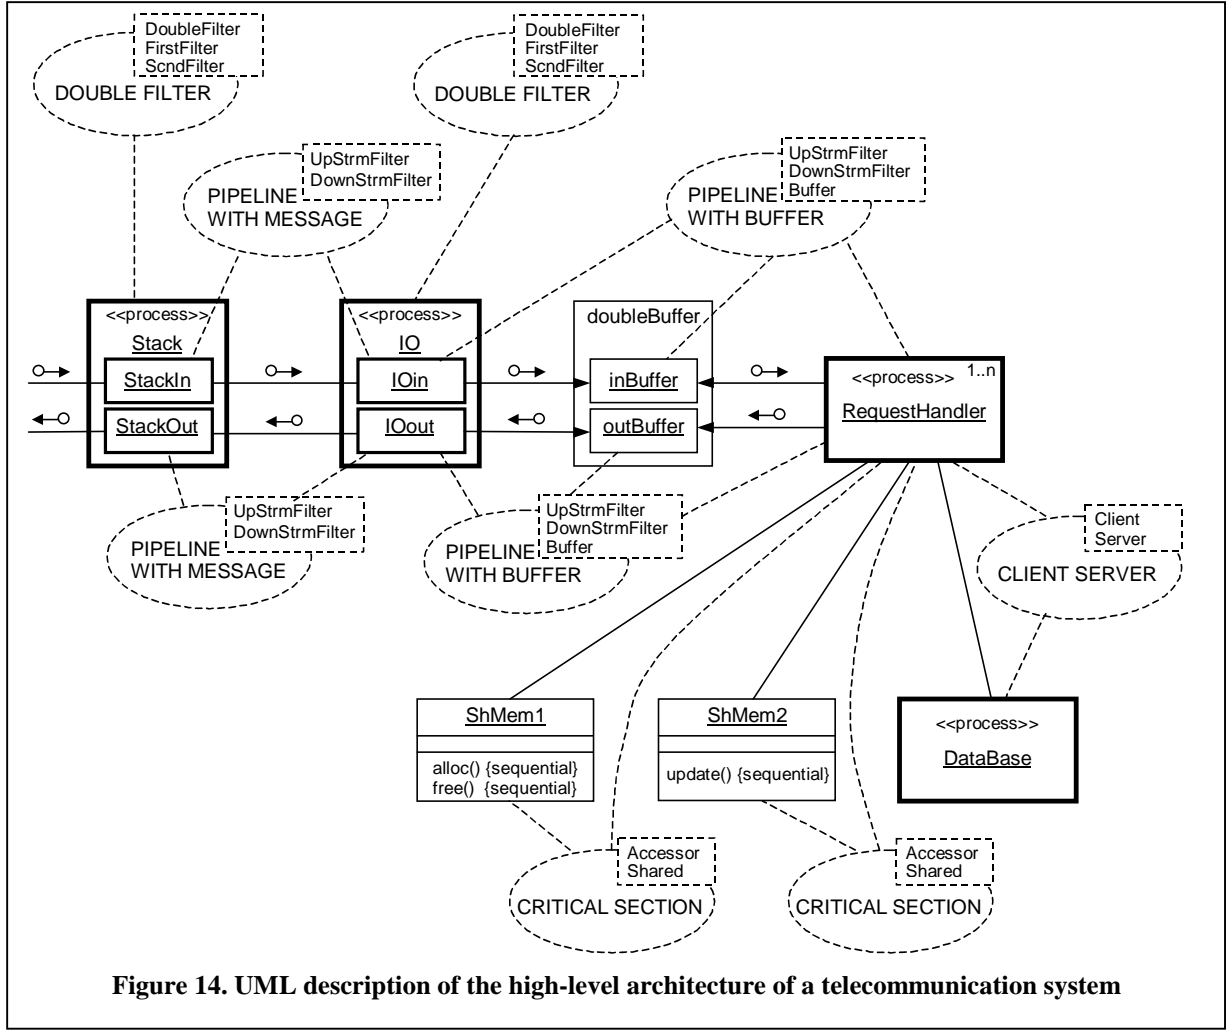 DoubleFilter
FirstFilter
ScndFilter
DOUBLE FILTER
DoubleFilter
FirstFilter
ScndFilter
DOUBLE FILTER
UpStrmFilter
DownStrmFilter
PIPELINE
WITH MESSAGE
UpStrmFilter
DownStrmFilter
Buffer
PIPELINE
WITH BUFFER
<<process>>
Stack
StackIn
StackOut
<<process>>
IO
IOin
IOout
doubleBuffer
inBuffer
outBuffer
<<process>> 1..n
RequestHandler
UpStrmFilter
DownStrmFilter
PIPELINE
WITH MESSAGE
UpStrmFilter
DownStrmFilter
Buffer
PIPELINE
WITH BUFFER
Client
Server
CLIENT SERVER
ShMem1
alloc() {sequential}
free() {sequential}
ShMem2
update() {sequential}
<<process>>
DataBase
Accessor
Shared
CRITICAL SECTION
Accessor
Shared
CRITICAL SECTION
Figure 14. UML description of the high-level architecture of a telecommunication system